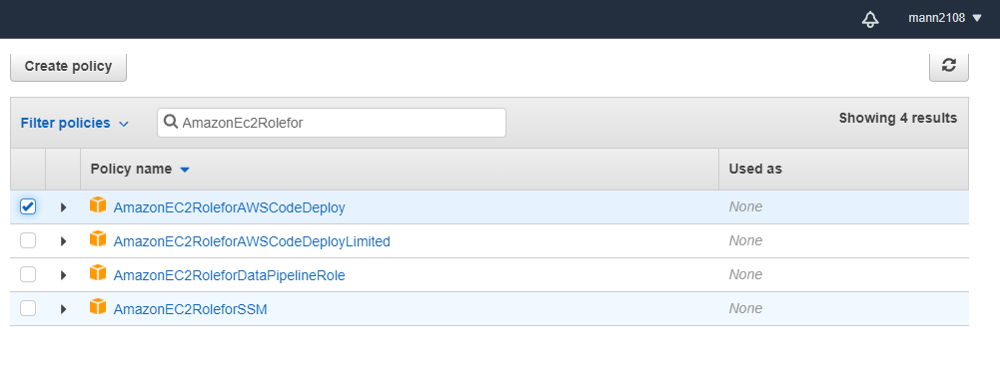 mann2108
Create policy
Filter policies AmazonEc2Rolefor Showing 4 results
Policy name Used as
AmazonEC2RoleforAWSCodeDeploy None
AmazonEC2RoleforAWSCodeDeployLimited None
AmazonEC2RoleforDataPipelineRole None
AmazonEC2RoleforSSM None